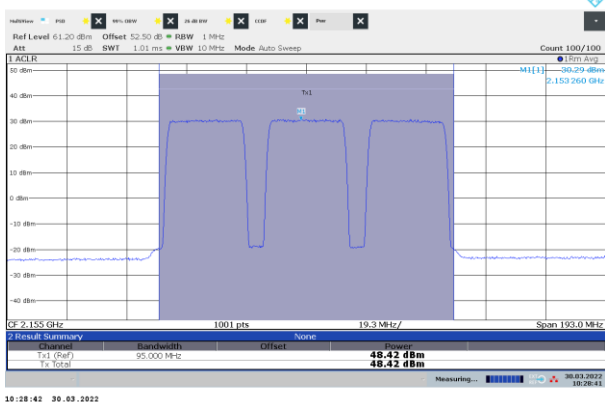 MultiView PSD 99% OBW 26 dB BW CCDF Pwr
Ref Level 61.20 dBm Offset 52.50 dB RBW 1 MHz
Att 15 dB SWT 1.01 ms VBW 10 MHz Mode Auto Sweep Count 100/100
1 ACLR 1Rm Avg
50 dBm M1[1] 30.29 dBm
2.153260 GHz
40 dBm
Tx1
M1
30 dBm
20 dBm
10 dBm
0 dBm
-10 dBm
-20 dBm
-30 dBm
-40 dBm
CF 2.155 GHz 1001 pts 19.3 MHz/ Span 193.0 MHz
2 Result Summary None
Channel Bandwidth Offset Power
Tx1 (Ref) 95.000 MHz 48.42 dBm
Tx Total 48.42 dBm
Measuring... 30.03.2022
10:28:41
10:28:42 30.03.2022